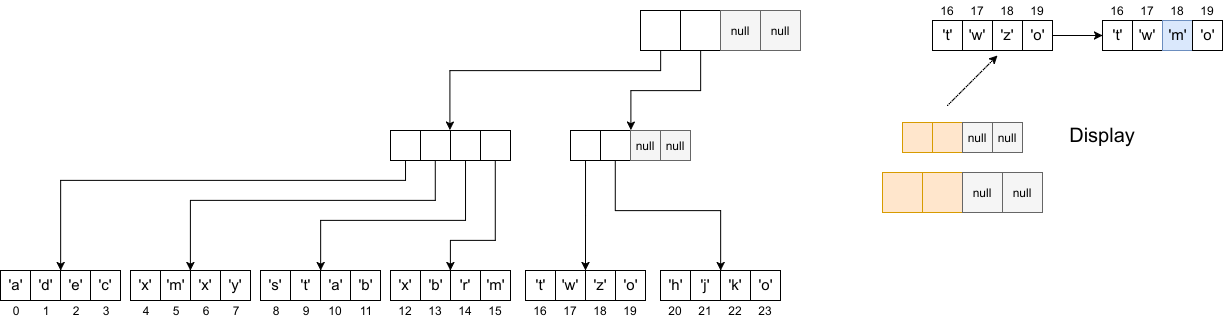 16 17 18 19 16 17 18 19
null null 't' 'w' 'z' 'o' 't' 'w' 'm' 'o'
null null null null Display
null null
'a' 'd' 'e' 'c' 'x' 'm' 'x' 'y' 's' 't' 'a' 'b' 'x' 'b' 'r' 'm' 't' 'w' 'z' 'o' 'h' 'j' 'k' 'o'
0 1 2 3 4 5 6 7 8 9 10 11 12 13 14 15 16 17 18 19 20 21 22 23